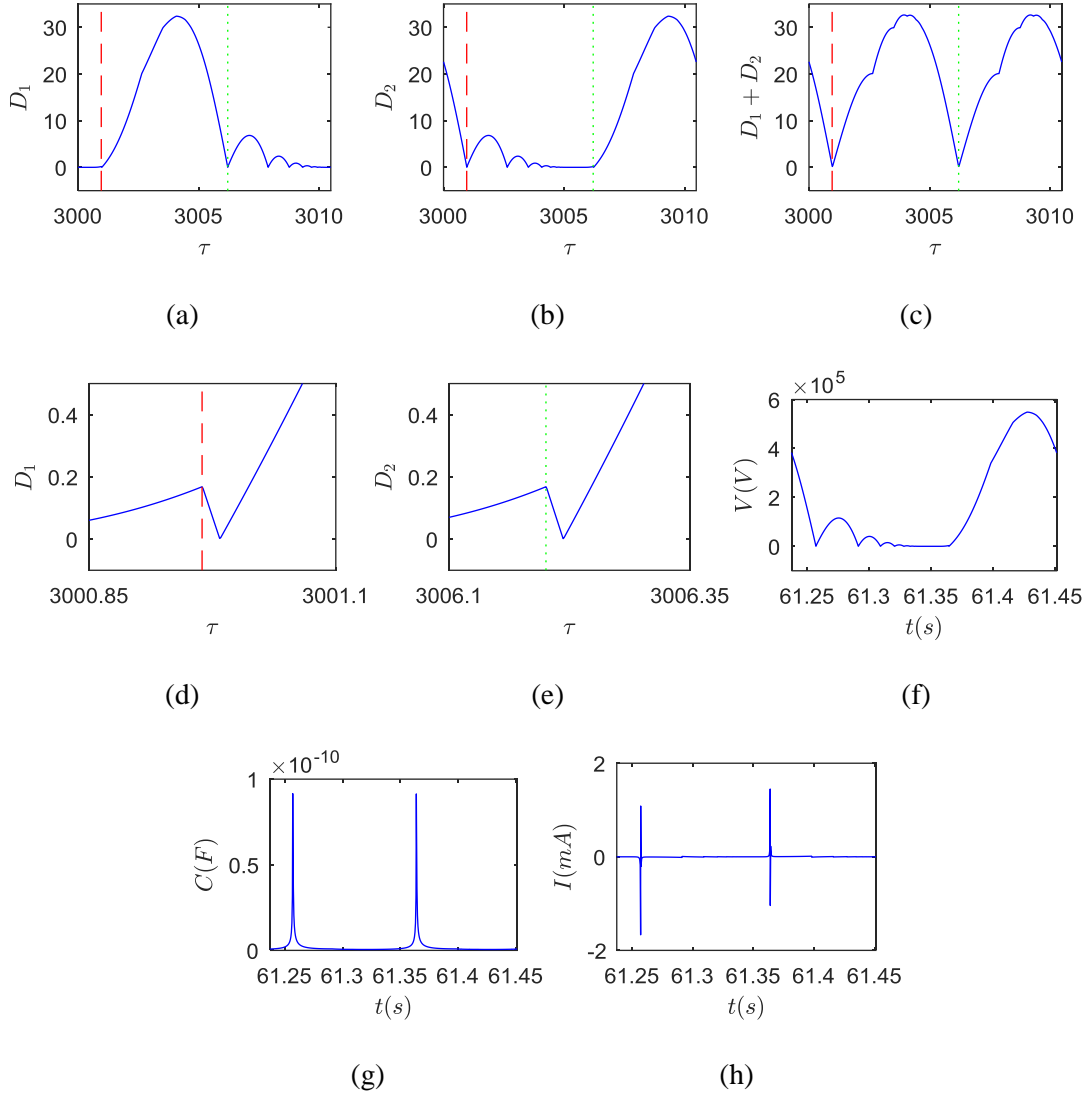 30
20
10
0
D₁
3000 3005 3010
τ
(a)
30
20
10
0
D₂
3000 3005 3010
τ
(b)
30
20
10
0
D₁ + D₂
3000 3005 3010
τ
(c)
0.4
0.2
0
D₁
3000.85 3001.1
τ
(d)
0.4
0.2
0
D₂
3006.1 3006.35
τ
(e)
×10⁵
6
4
2
0
V(V)
61.25 61.3 61.35 61.4 61.45
t(s)
(f)
×10⁻¹⁰
1
0.5
0
C(F)
61.25 61.3 61.35 61.4 61.45
t(s)
(g)
2
0
-2
I(mA)
61.25 61.3 61.35 61.4 61.45
t(s)
(h)